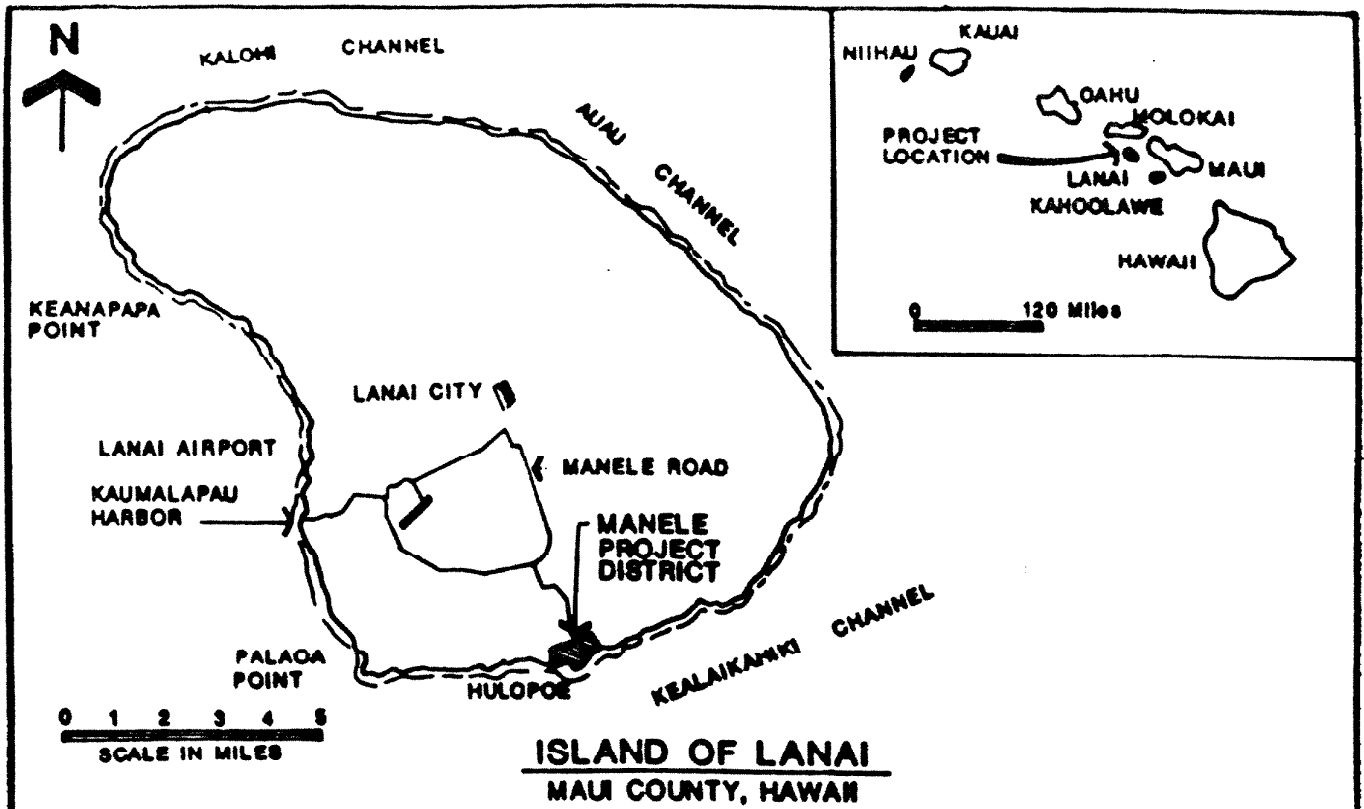 N
KALOHI CHANNEL
AUAU CHANNEL
KEANAPAPA
POINT
LANAI CITY
LANAI AIRPORT
MANELE ROAD
KAUMALAPAU
HARBOR
MANELE
PROJECT
DISTRICT
PALAOA
POINT
HULOPOE
KEALAIKAHIKI CHANNEL
0 1 2 3 4 5
SCALE IN MILES
ISLAND OF LANAI
MAUI COUNTY, HAWAII
KAUAI
NIIHAU
OAHU
MOLOKAI
PROJECT
LOCATION
LANAI
MAUI
KAHOOLAWE
HAWAII
0 120 Miles